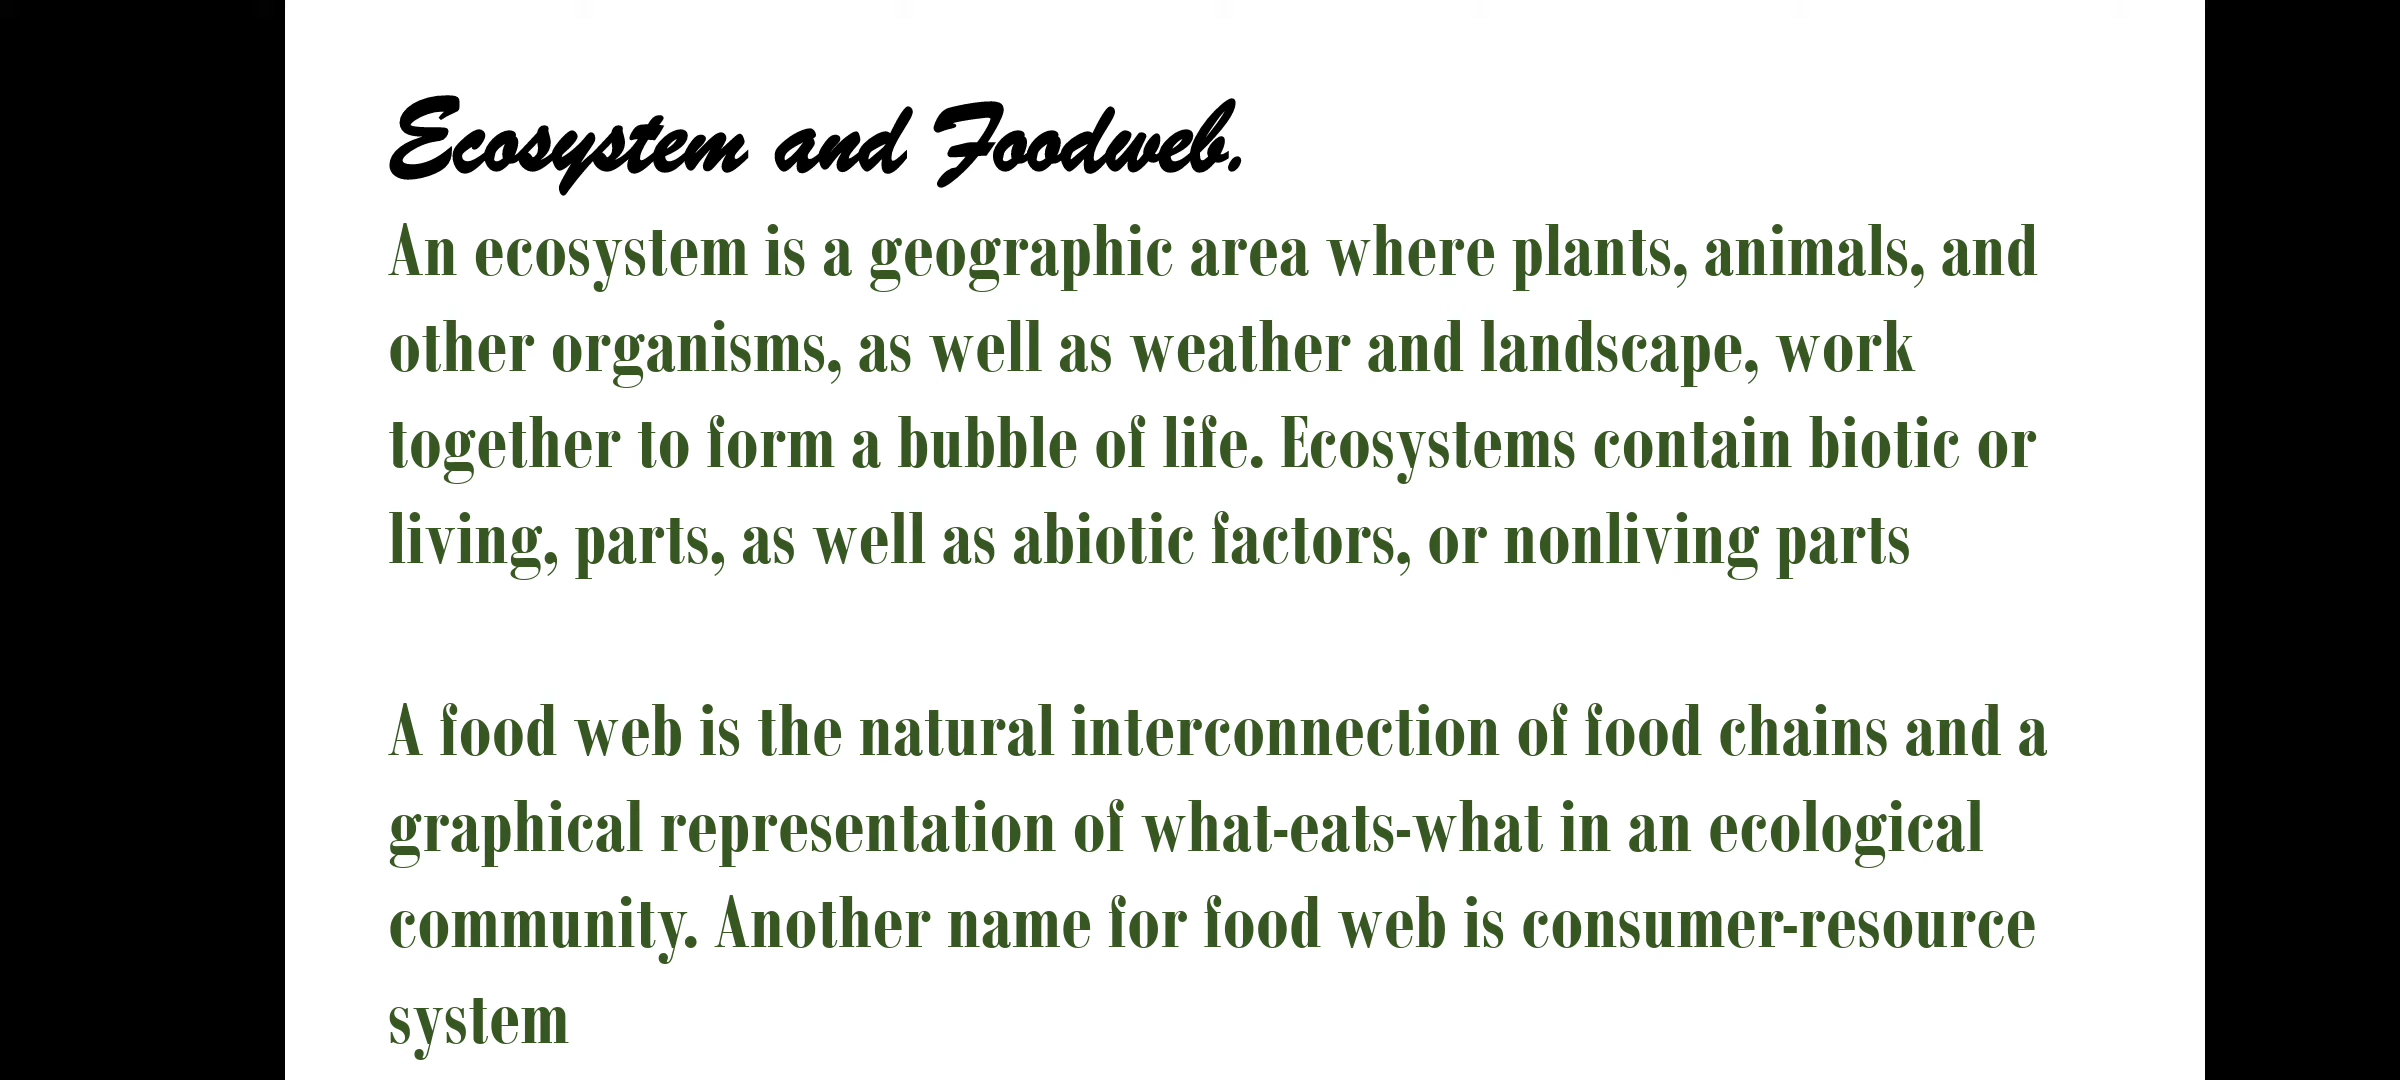 Ecosystem and Foodweb.
An ecosystem is a geographic area where plants, animals, and
other organisms, as well as weather and landscape, work
together to form a bubble of life. Ecosystems contain biotic or
living, parts, as well as abiotic factors, or nonliving parts
A food web is the natural interconnection of food chains and a
graphical representation of what-eats-what in an ecological
community. Another name for food web is consumer-resource
system